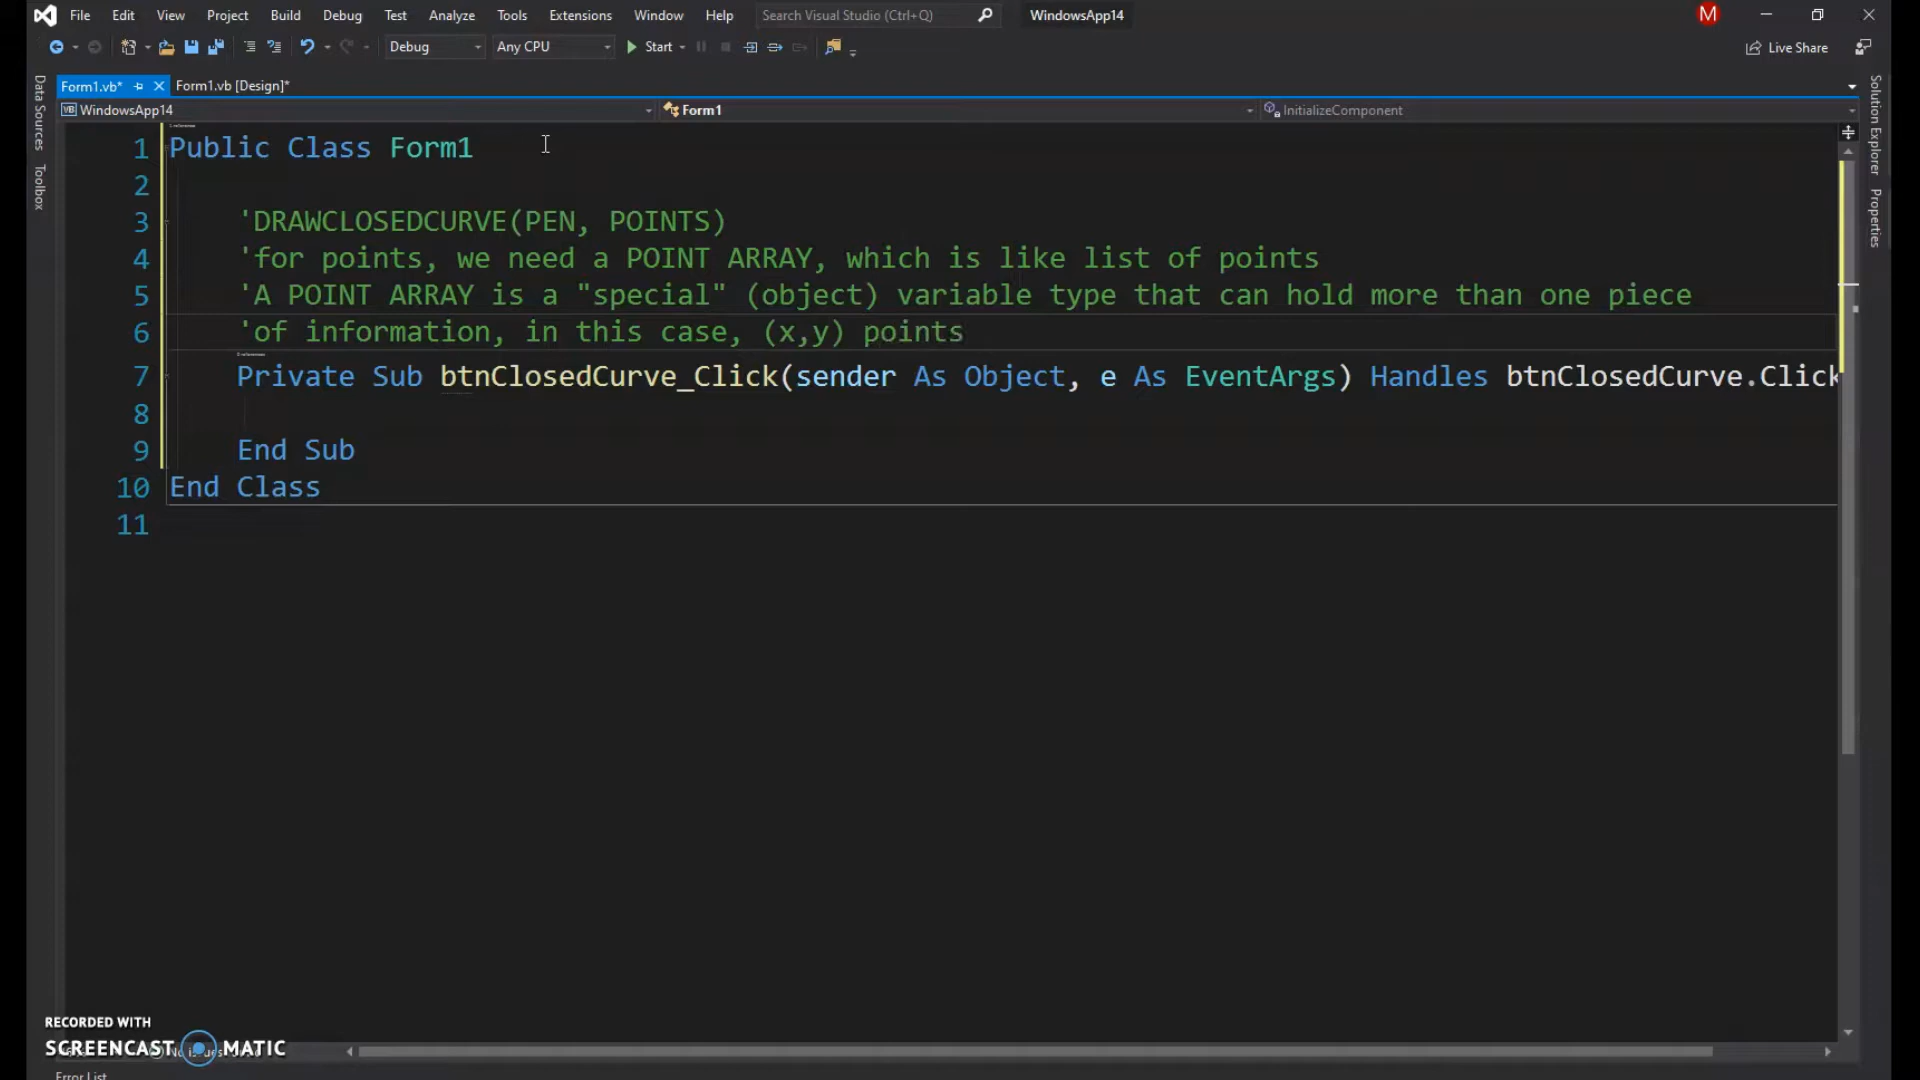 File Edit View Project Build Debug Test Analyze Tools Extensions Window Help Search Visual Studio (Ctrl+Q) WindowsApp14 M
Debug Any CPU Start Live Share
Form1.vb* Form1.vb [Design]*
VB WindowsApp14 Form1 InitializeComponent
Data Sources
Toolbox
Solution Explorer
Properties
1 Public Class Form1
2
3 'DRAWCLOSEDCURVE(PEN, POINTS)
4 'for points, we need a POINT ARRAY, which is like list of points
5 'A POINT ARRAY is a "special" (object) variable type that can hold more than one piece
6 'of information, in this case, (x,y) points
7 Private Sub btnClosedCurve_Click(sender As Object, e As EventArgs) Handles btnClosedCurve.Click
8
9 End Sub
10 End Class
11
RECORDED WITH
SCREENCAST MATIC
Error List